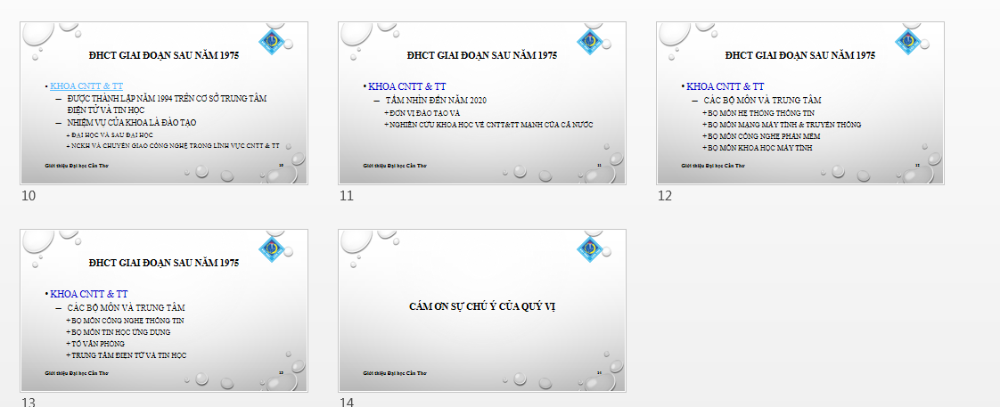 ĐHCT GIAI ĐOẠN SAU NĂM 1975
• KHOA CNTT & TT
– ĐƯỢC THÀNH LẬP NĂM 1994 TRÊN CƠ SỞ TRUNG TÂM
ĐIỆN TỬ VÀ TIN HỌC
– NHIỆM VỤ CỦA KHOA LÀ ĐÀO TẠO
+ ĐẠI HỌC VÀ SAU ĐẠI HỌC
+ NCKH VÀ CHUYỂN GIAO CÔNG NGHỆ TRONG LĨNH VỰC CNTT & TT
Giới thiệu Đại học Cần Thơ
10
10
ĐHCT GIAI ĐOẠN SAU NĂM 1975
• KHOA CNTT & TT
– TẦM NHÌN ĐẾN NĂM 2020
+ ĐƠN VỊ ĐÀO TẠO VÀ
+ NGHIÊN CỨU KHOA HỌC VỀ CNTT&TT MẠNH CỦA CẢ NƯỚC
Giới thiệu Đại học Cần Thơ
11
11
ĐHCT GIAI ĐOẠN SAU NĂM 1975
• KHOA CNTT & TT
– CÁC BỘ MÔN VÀ TRUNG TÂM
+ BỘ MÔN HỆ THỐNG THÔNG TIN
+ BỘ MÔN MẠNG MÁY TÍNH & TRUYỀN THÔNG
+ BỘ MÔN CÔNG NGHỆ PHẦN MỀM
+ BỘ MÔN KHOA HỌC MÁY TÍNH
Giới thiệu Đại học Cần Thơ
12
12
ĐHCT GIAI ĐOẠN SAU NĂM 1975
• KHOA CNTT & TT
– CÁC BỘ MÔN VÀ TRUNG TÂM
+ BỘ MÔN CÔNG NGHỆ THÔNG TIN
+ BỘ MÔN TIN HỌC ỨNG DỤNG
+ TỔ VĂN PHÒNG
+ TRUNG TÂM ĐIỆN TỬ VÀ TIN HỌC
Giới thiệu Đại học Cần Thơ
13
13
CÁM ƠN SỰ CHÚ Ý CỦA QUÝ VỊ
Giới thiệu Đại học Cần Thơ
14
14